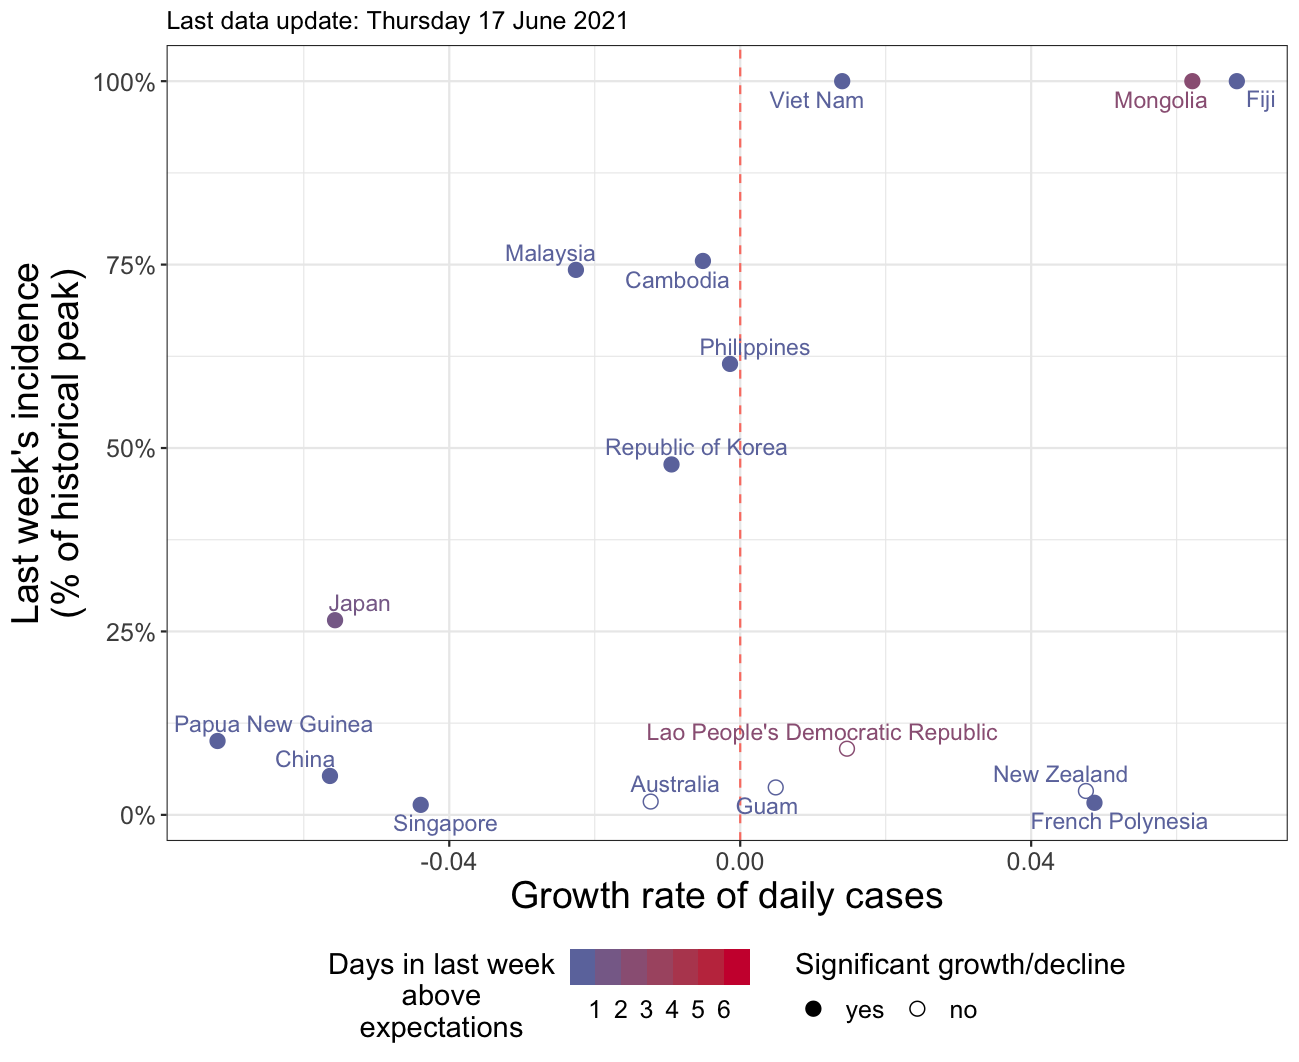 Last data update: Thursday 17 June 2021
Last week's incidence
(% of historical peak)
100%
75%
50%
25%
0%
Viet Nam
Mongolia
Fiji
Malaysia
Cambodia
Philippines
Republic of Korea
Japan
Papua New Guinea
China
Singapore
Lao People's Democratic Republic
Australia
Guam
New Zealand
French Polynesia
-0.04
0.00
0.04
Growth rate of daily cases
Days in last week
above
expectations
1 2 3 4 5 6
Significant growth/decline
yes no